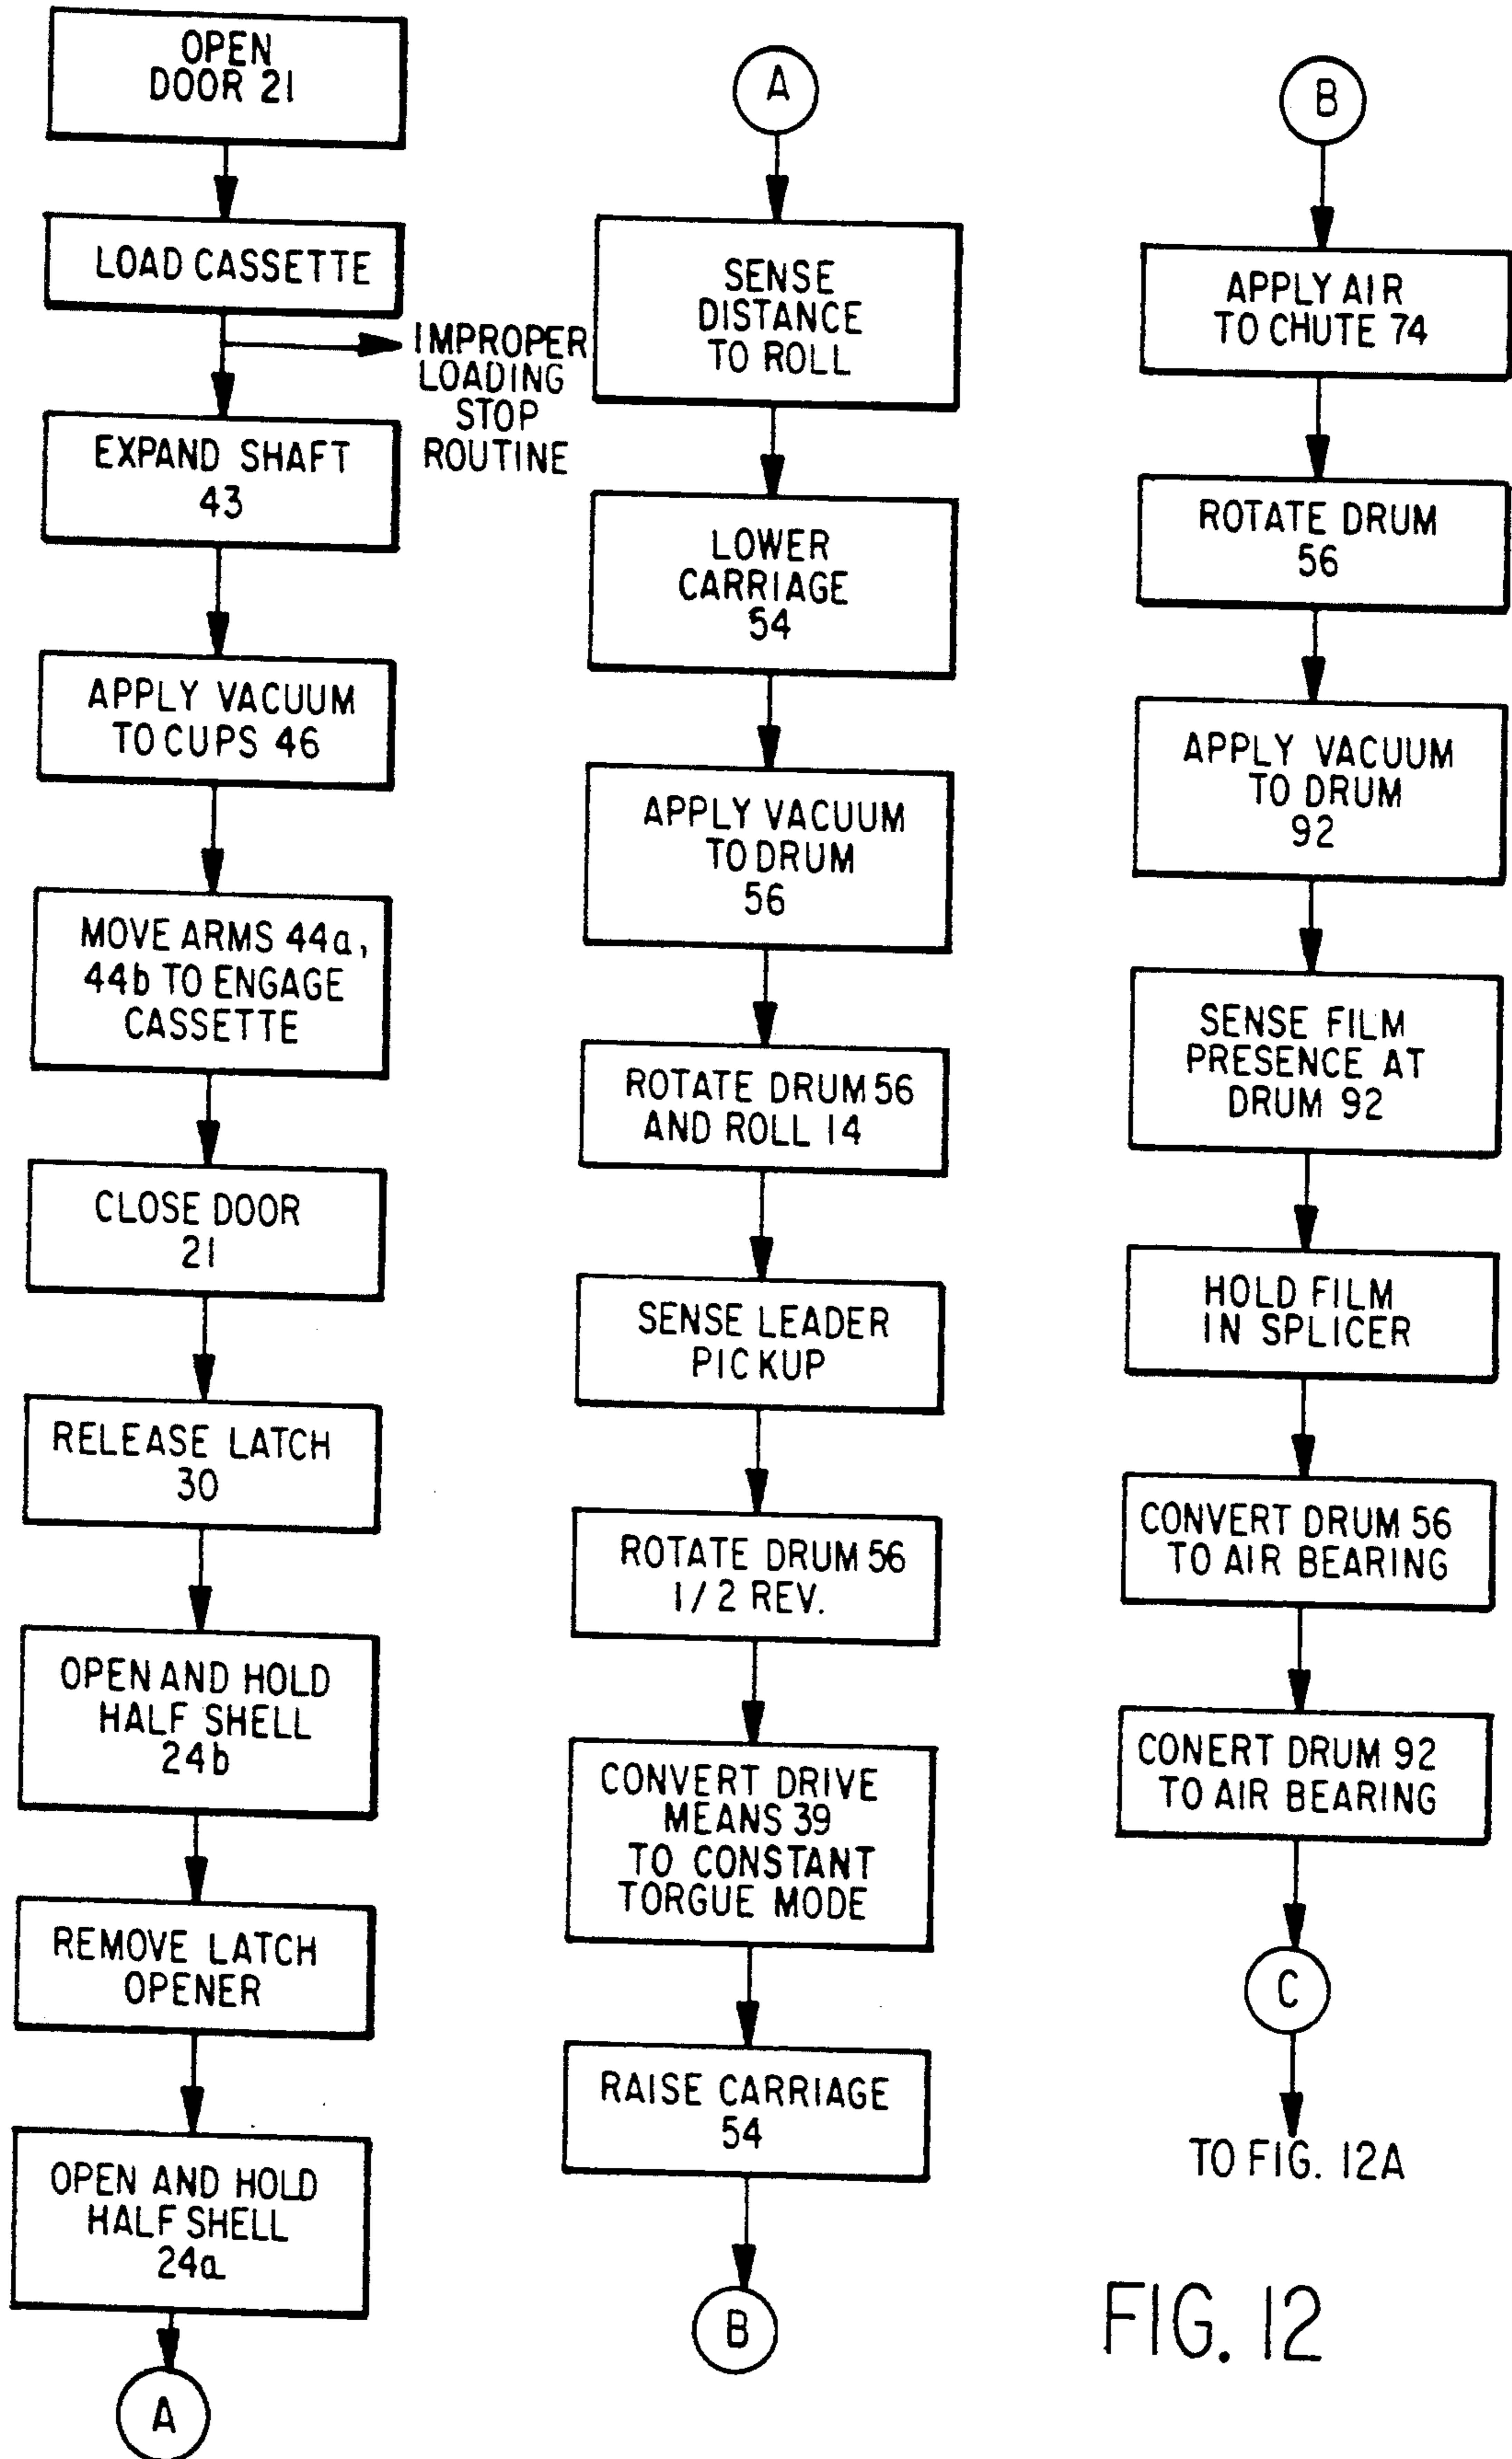 OPEN
DOOR 21
LOAD CASSETTE
IMPROPER
LOADING
STOP
ROUTINE
EXPAND SHAFT
43
APPLY VACUUM
TO CUPS 46
MOVE ARMS 44a,
44b TO ENGAGE
CASSETTE
CLOSE DOOR
21
RELEASE LATCH
30
OPEN AND HOLD
HALF SHELL
24b
REMOVE LATCH
OPENER
OPEN AND HOLD
HALF SHELL
24a
A
A
SENSE
DISTANCE
TO ROLL
LOWER
CARRIAGE
54
APPLY VACUUM
TO DRUM
56
ROTATE DRUM 56
AND ROLL 14
SENSE LEADER
PICKUP
ROTATE DRUM 56
1/2 REV.
CONVERT DRIVE
MEANS 39
TO CONSTANT
TORGUE MODE
RAISE CARRIAGE
54
B
B
APPLY AIR
TO CHUTE 74
ROTATE DRUM
56
APPLY VACUUM
TO DRUM
92
SENSE FILM
PRESENCE AT
DRUM 92
HOLD FILM
IN SPLICER
CONVERT DRUM 56
TO AIR BEARING
CONERT DRUM 92
TO AIR BEARING
C
TO FIG. 12A
FIG. 12